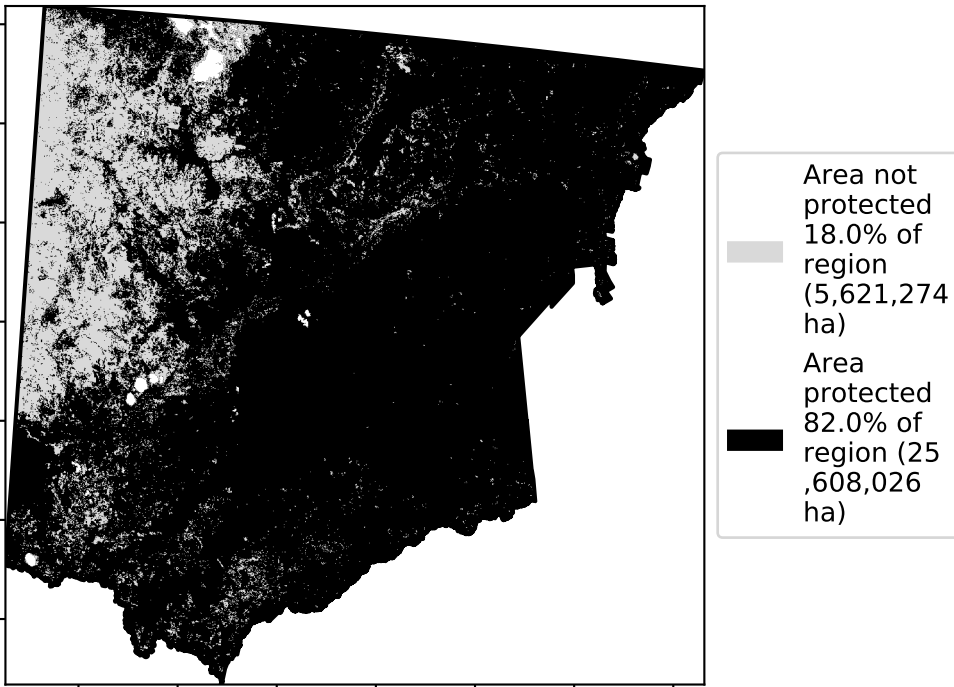 Area not
protected
18.0% of
region
(5,621,274
ha)
Area
protected
82.0% of
region (25
,608,026
ha)